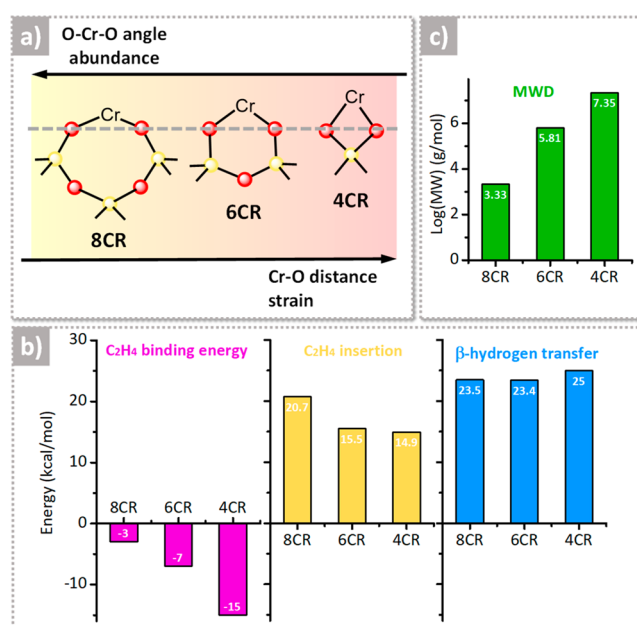 a)
O-Cr-O angle
abundance
Cr
Cr
Cr
8CR
6CR
4CR
Cr-O distance
strain
c)
MWD
Log(MW) (g/mol)
6
4
2
0
3.33
5.81
7.35
8CR 6CR 4CR
b)
Energy (kcal/mol)
30
20
10
0
-10
C₂H₄ binding energy
8CR 6CR 4CR
-3
-7
-15
C₂H₄ insertion
20.7
15.5
14.9
8CR 6CR 4CR
β-hydrogen transfer
23.5
23.4
25
8CR 6CR 4CR